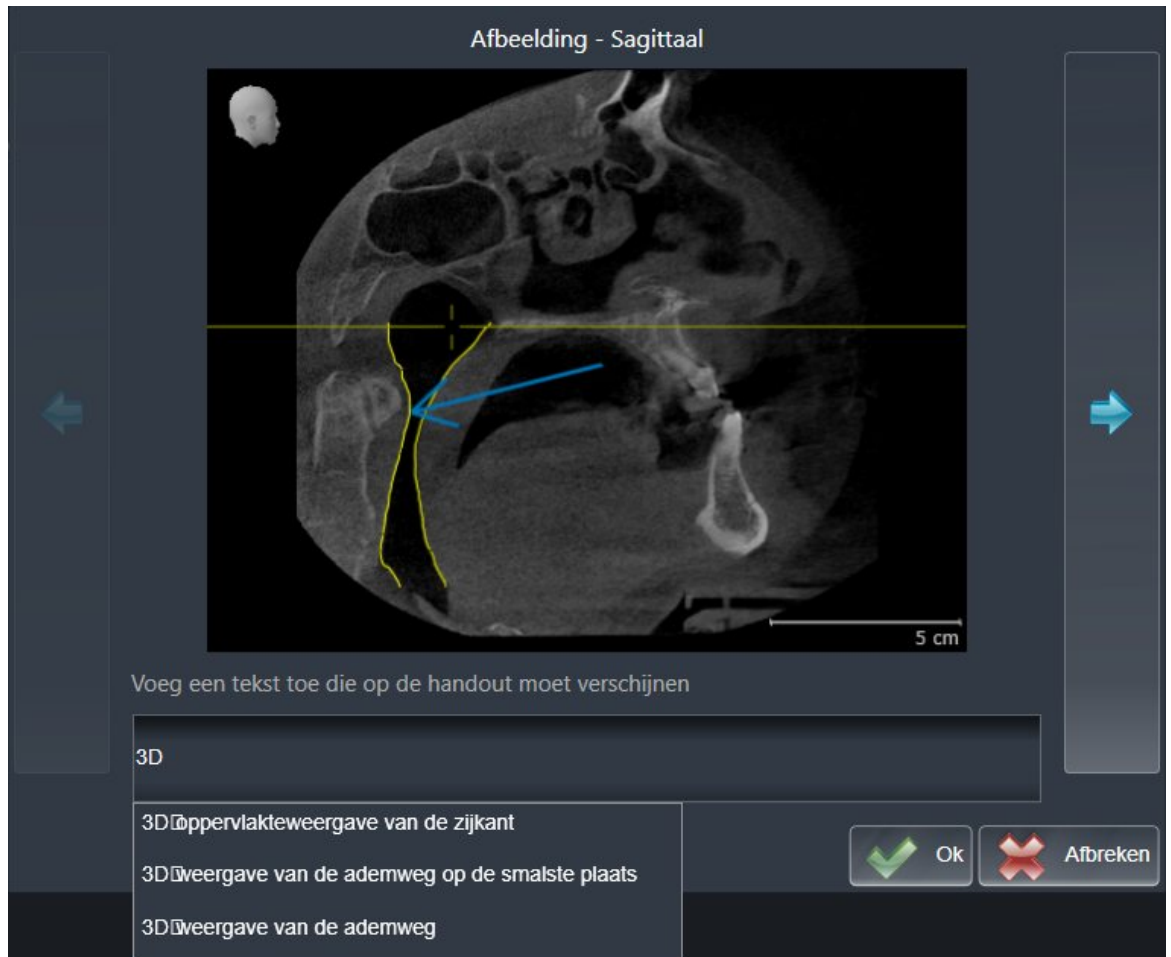 Afbeelding - Sagittaal
5 cm
Voeg een tekst toe die op de handout moet verschijnen
3D
3D oppervlakteweergave van de zijkant
3D weergave van de ademweg op de smalste plaats
3D weergave van de ademweg
Ok
Afbreken